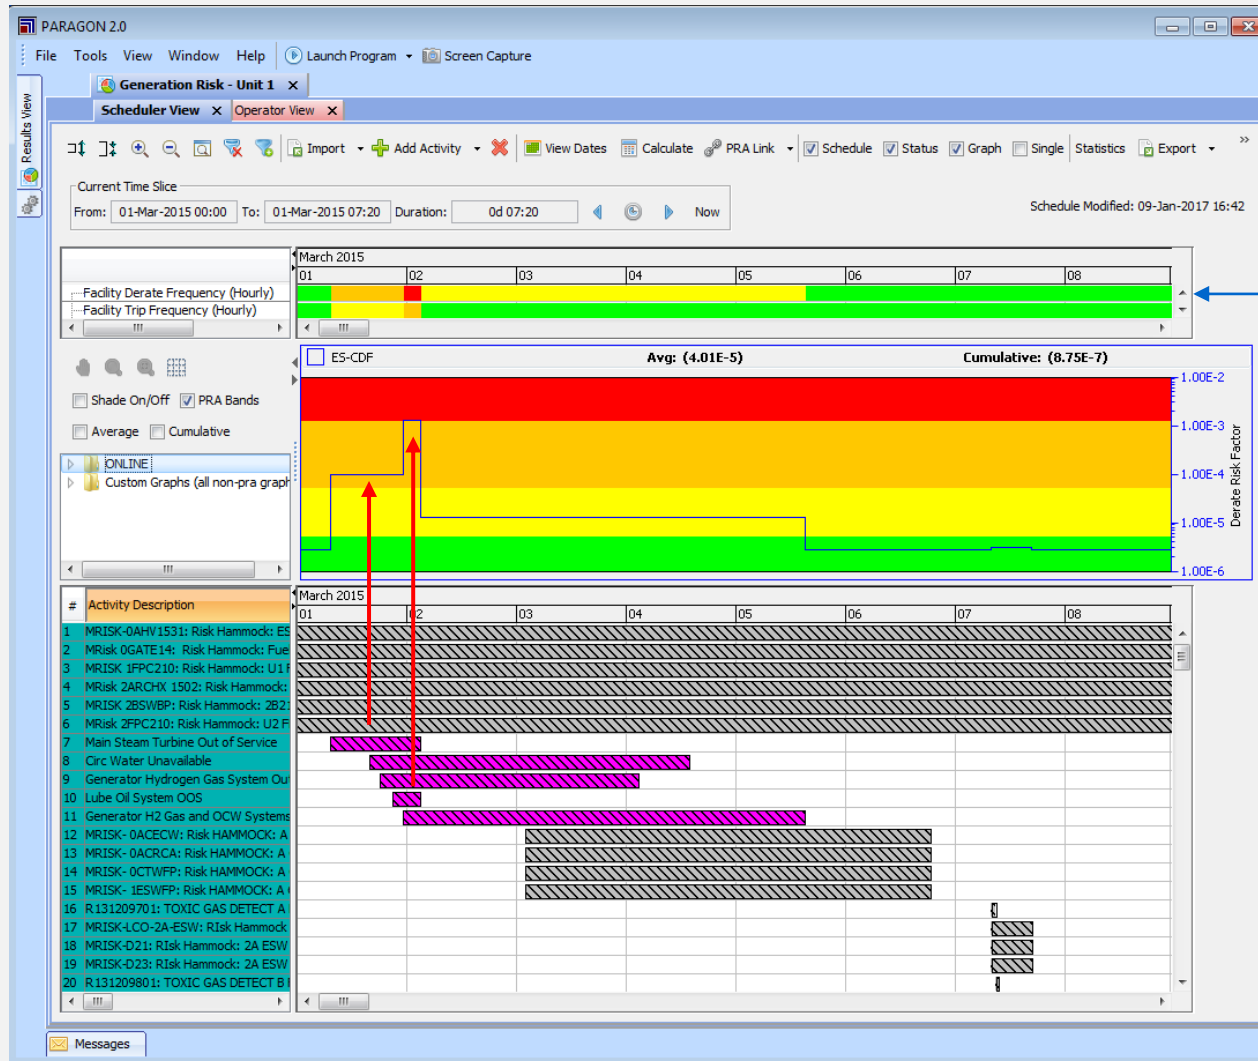 PARAGON 2.0
File Tools View Window Help Launch Program Screen Capture
Results View
Generation Risk - Unit 1 X
Scheduler View X Operator View X
Import Add Activity View Dates Calculate PRA Link Schedule Status Graph Single Statistics Export »
Current Time Slice
From: 01-Mar-2015 00:00 To: 01-Mar-2015 07:20 Duration: 0d 07:20 Now
Schedule Modified: 09-Jan-2017 16:42
March 2015
01 02 03 04 05 06 07 08
Facility Derate Frequency (Hourly)
Facility Trip Frequency (Hourly)
ES-CDF Avg: (4.01E-5) Cumulative: (8.75E-7)
Shade On/Off PRA Bands
Average Cumulative
ONLINE
Custom Graphs (all non-pra graph
1.00E-2
1.00E-3
1.00E-4
1.00E-5
1.00E-6
Derate Risk Factor
# Activity Description
March 2015
01 02 03 04 05 06 07 08
1 MRISK-0AHV1531: Risk Hammock: ES
2 MRisk 0GATE14: Risk Hammock: Fue
3 MRISK 1FPC210: Risk Hammock: U1 F
4 MRisk 2ARCHX 1502: Risk Hammock:
5 MRISK 2BSWBP: Risk Hammock: 2B21
6 MRisk 2FPC210: Risk Hammock: U2 F
7 Main Steam Turbine Out of Service
8 Circ Water Unavailable
9 Generator Hydrogen Gas System Ou
10 Lube Oil System OOS
11 Generator H2 Gas and OCW Systems
12 MRISK- 0ACECW: Risk HAMMOCK: A
13 MRISK- 0ACRCA: Risk HAMMOCK: A
14 MRISK- 0CTWFP: Risk HAMMOCK: A
15 MRISK- 1ESWFP: Risk HAMMOCK: A
16 R131209701: TOXIC GAS DETECT A
17 MRISK-LCO-2A-ESW: RIsk Hammock
18 MRISK-D21: RIsk Hammock: 2A ESW
19 MRISK-D23: RIsk Hammock: 2A ESW
20 R131209801: TOXIC GAS DETECT B
Messages